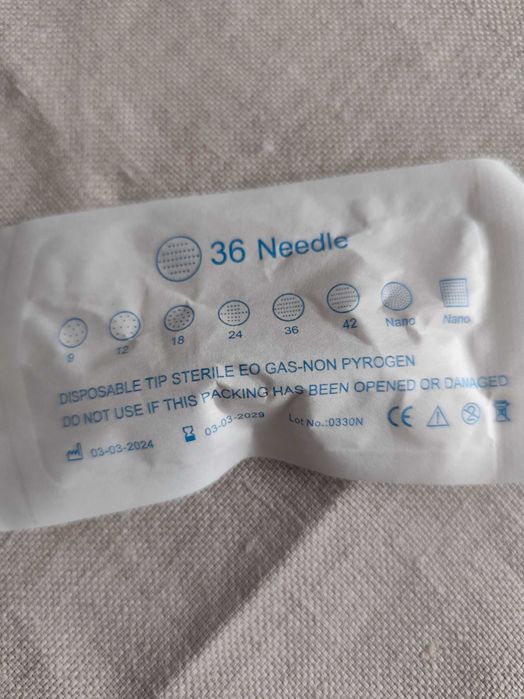 36 Needle
9 12 18 24 36 42 Nano Nano
DISPOSABLE TIP STERILE EO GAS-NON PYROGEN
DO NOT USE IF THIS PACKING HAS BEEN OPENED OR DAMAGED
03-03-2024 03-03-2029 Lot No.:0330N CE